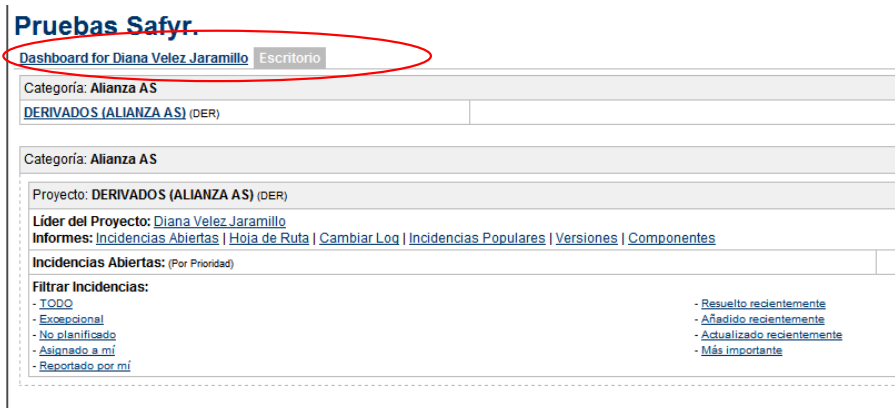 Pruebas Safyr.
Dashboard for Diana Velez Jaramillo Escritorio
Categoría: Alianza AS
DERIVADOS (ALIANZA AS) (DER)
Categoría: Alianza AS
Proyecto: DERIVADOS (ALIANZA AS) (DER)
Líder del Proyecto: Diana Velez Jaramillo
Informes: Incidencias Abiertas | Hoja de Ruta | Cambiar Log | Incidencias Populares | Versiones | Componentes
Incidencias Abiertas: (Por Prioridad)
Filtrar Incidencias:
- TODO
- Excepcional
- No planificado
- Asignado a mí
- Reportado por mí
- Resuelto recientemente
- Añadido recientemente
- Actualizado recientemente
- Más importante